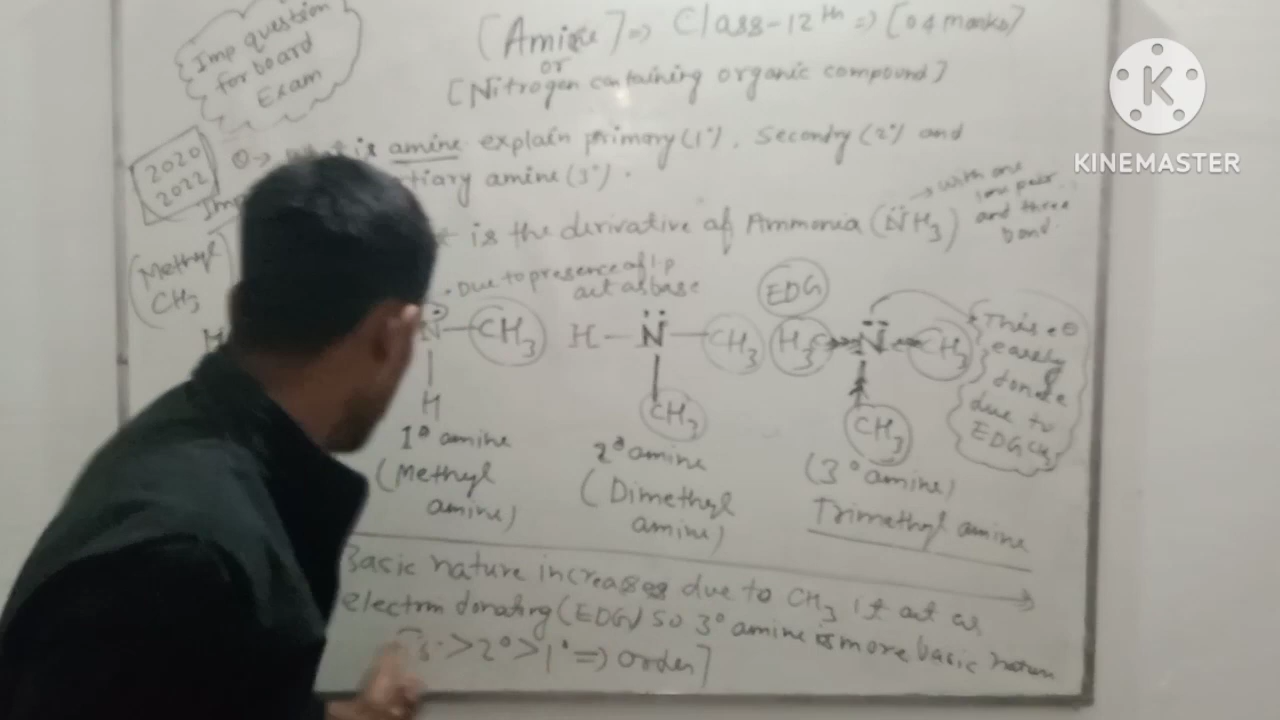 Imp question
for board
Exam
[Amine] ⇒ Class-12th ⇒ [04 marks]
or
[Nitrogen containing organic compound]
2020
2022
Imp
Q→ What is amine explain primary (1°), Secondry (2°) and
tiary amine (3°).
is the derivative of Ammonia (N̈H3)
→ with one
lone pair
and three
bond
(Methyl
CH3
• Due to presence of l.p
act as base
EDG
H
N̈ — CH3
H
H — N̈ — CH3
CH3
H3C N̈ CH3
CH3
* This e⊖
easly
donate
due to
EDG CH3
1° amine
(Methyl
amine)
2° amine
(Dimethyl
amine)
(3° amine)
Trimethyl amine
Basic nature increases due to CH3 it act as
electron donating (EDG) so 3° amine is more basic nature
[3° > 2° > 1° ⇒ order]
K
KINEMASTER